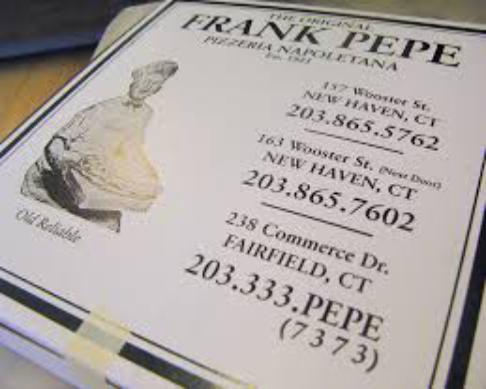 THE ORIGINAL
FRANK PEPE
PIZZERIA NAPOLETANA
Est. 1925
157 Wooster St.
NEW HAVEN, CT
203.865.5762
163 Wooster St. (Next Door)
NEW HAVEN, CT
203.865.7602
238 Commerce Dr.
FAIRFIELD, CT
203.333.PEPE
(7373)
Old Reliable